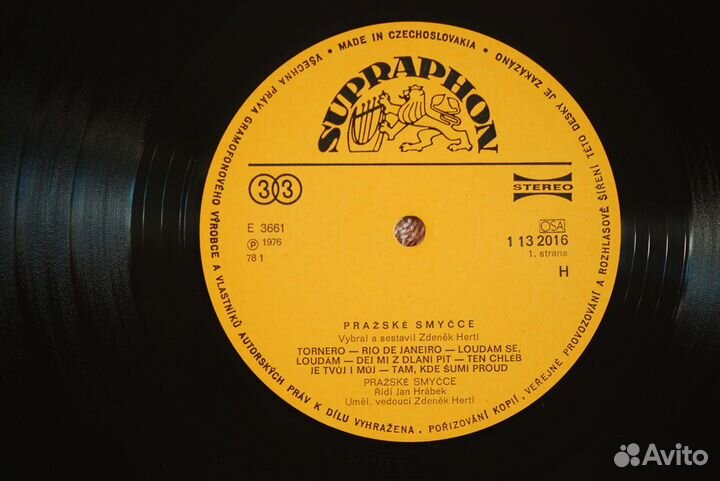 VŠECHNA PRÁVA GRAMOFONOVÉHO VÝROBCE A VLASTNÍKŮ AUTORSKÝCH PRÁV K DÍLU VYHRAŽENA. POŘIZOVÁNÍ KOPIÍ, VEŘEJNÉ PROVOZOVÁNÍ A ROZHLASOVÉ ŠÍŘENÍ TÉTO DESKY JE ZAKÁZÁNO • MADE IN CZECHOSLOVAKIA •
SUPRAPHON
33
STEREO
E 3661
℗ 1976
78 1
OSA
1 13 2016
1. strana
H
PRAŽSKÉ SMYČCE
Vybral a sestavil Zdeněk Hertl
TORNERO — RIO DE JANEIRO — LOUDÁM SE,
LOUDÁM — DEJ MI Z DLANÍ PÍT — TEN CHLÉB
JE TVŮJ I MŮJ — TAM, KDE ŠUMÍ PROUD
PRAŽSKÉ SMYČCE
Řídí Jan Hrábek
Uměl. vedoucí Zdeněk Hertl
Avito